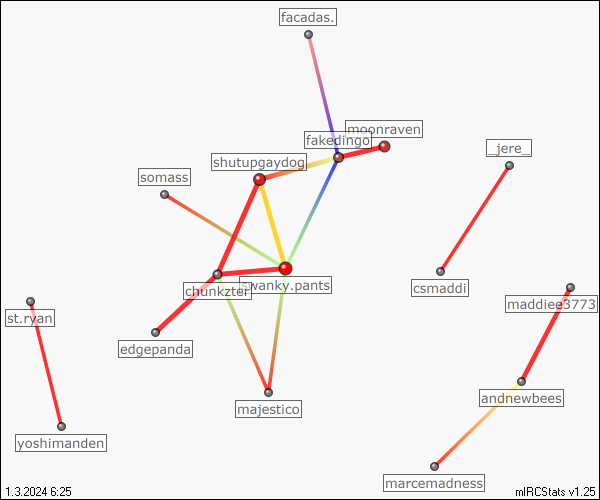 facadas.
moonraven
fakedingo
_jere_
shutupgaydog
somass
csmaddi
swanky.pants
chunkzter
maddiee3773
st.ryan
edgepanda
andnewbees
majestico
yoshimanden
marcemadness
1.3.2024 6:25
mIRCStats v1.25